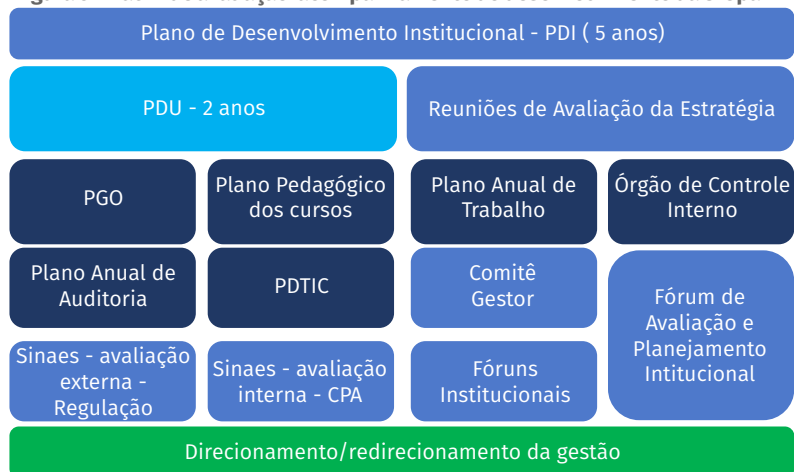 Plano de Desenvolvimento Institucional - PDI ( 5 anos)
PDU - 2 anos
Reuniões de Avaliação da Estratégia
PGO
Plano Pedagógico
dos cursos
Plano Anual de
Trabalho
Órgão de Controle
Interno
Plano Anual de
Auditoria
PDTIC
Comitê
Gestor
Fórum de
Avaliação e
Planejamento
Intitucional
Sinaes - avaliação
externa -
Regulação
Sinaes - avaliação
interna - CPA
Fóruns
Institucionais
Direcionamento/redirecionamento da gestão